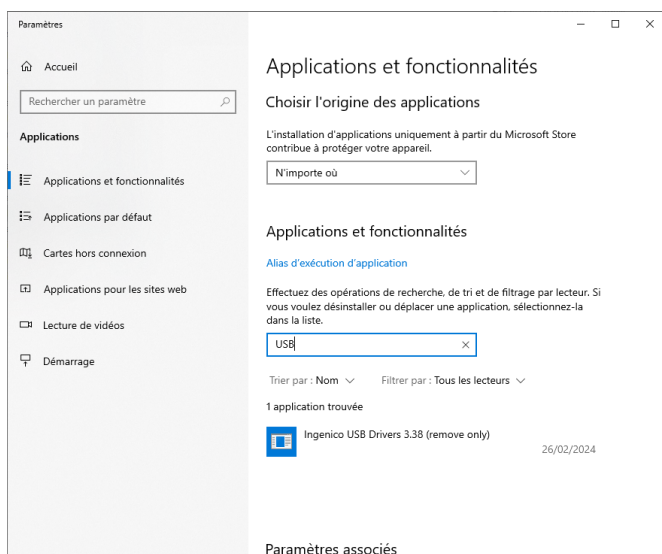 Paramètres
Accueil
Rechercher un paramètre
Applications
Applications et fonctionnalités
Applications par défaut
Cartes hors connexion
Applications pour les sites web
Lecture de vidéos
Démarrage
Applications et fonctionnalités
Choisir l'origine des applications
L'installation d'applications uniquement à partir du Microsoft Store
contribue à protéger votre appareil.
N'importe où
Applications et fonctionnalités
Alias d'exécution d'application
Effectuez des opérations de recherche, de tri et de filtrage par lecteur. Si
vous voulez désinstaller ou déplacer une application, sélectionnez-la
dans la liste.
USB
Trier par : Nom Filtrer par : Tous les lecteurs
1 application trouvée
Ingenico USB Drivers 3.38 (remove only)
26/02/2024
Paramètres associés